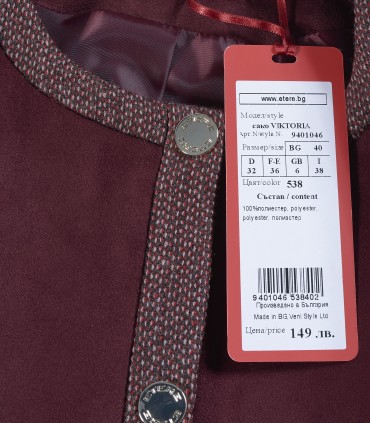 www.etere.bg
Модел/style
сако VIKTORIA
Арт N/style N. 9401046
Размер/size BG 40
D F-E GB I
32 36 6 38
Цвят/color 538
Състав / content
100%полиестер, polyester,
polyester, полиастер
9401046 538402
Произведено в България
Made in BG,Veni Style Ltd
Цена/price 149 лв.